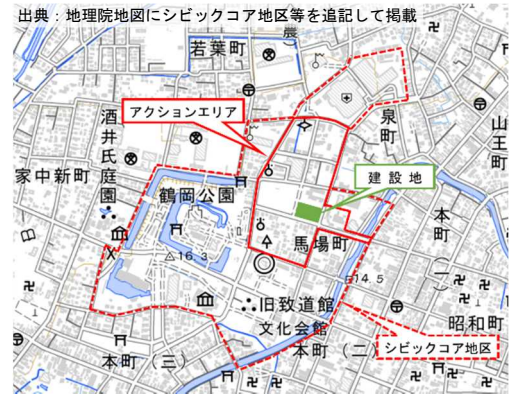 出典：地理院地図にシビックコア地区等を追記して掲載
農)
若葉町
アクションエリア
泉町
山王町
酒井氏庭園
建設地
家中新町
鶴岡公園
本町
(一)
馬場町
16.3
14.5
旧致道館
文化会館
昭和町
本町(三)
本町(二)
シビックコア地区